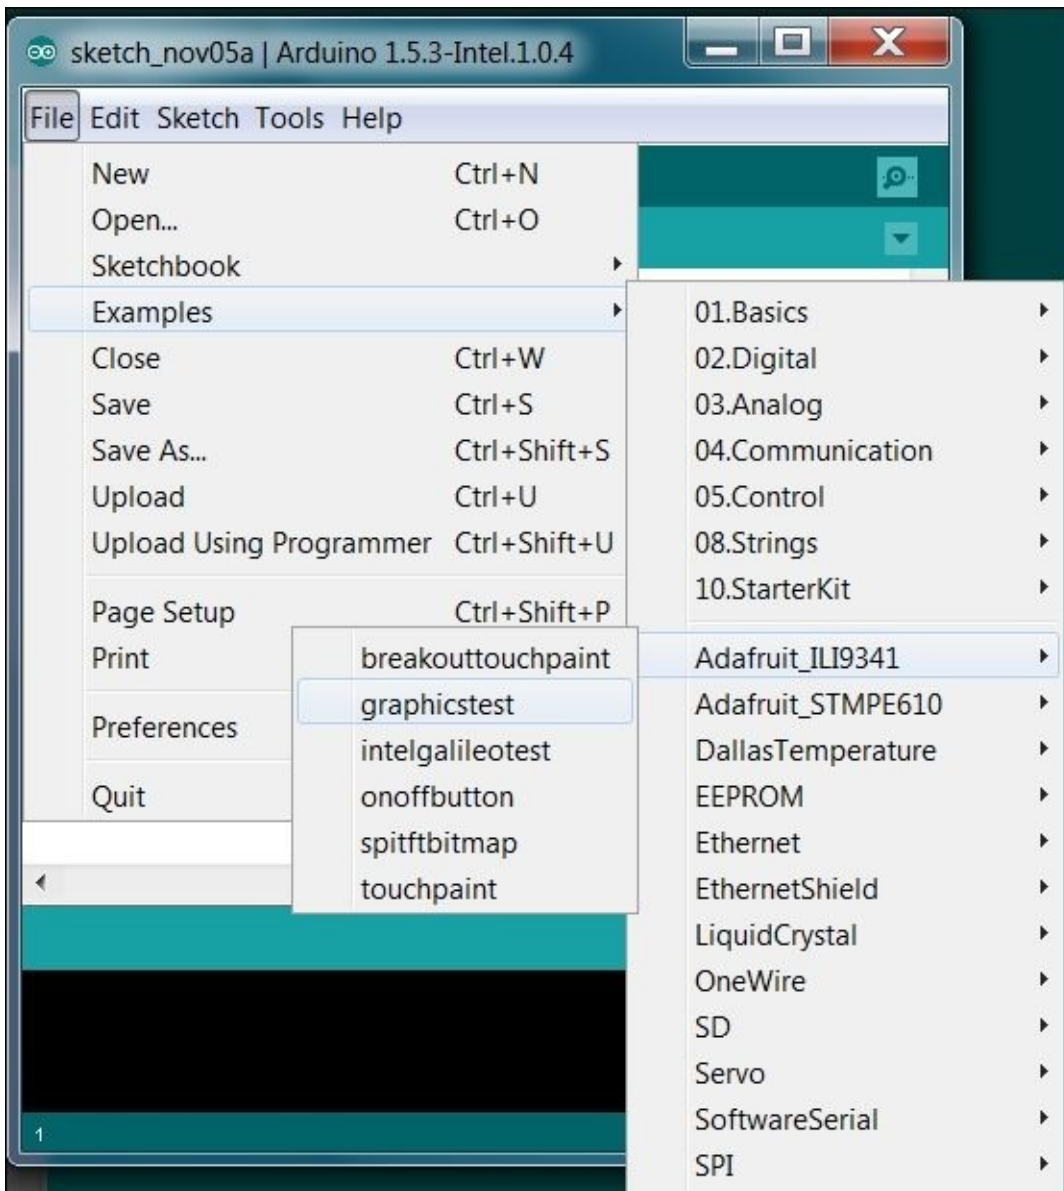 sketch_nov05a | Arduino 1.5.3-Intel.1.0.4
File Edit Sketch Tools Help
New Ctrl+N
Open... Ctrl+O
Sketchbook
Examples
Close Ctrl+W
Save Ctrl+S
Save As... Ctrl+Shift+S
Upload Ctrl+U
Upload Using Programmer Ctrl+Shift+U
Page Setup Ctrl+Shift+P
Print
Preferences
Quit
01.Basics
02.Digital
03.Analog
04.Communication
05.Control
08.Strings
10.StarterKit
Adafruit_ILI9341
Adafruit_STMPE610
DallasTemperature
EEPROM
Ethernet
EthernetShield
LiquidCrystal
OneWire
SD
Servo
SoftwareSerial
SPI
breakouttouchpaint
graphicstest
intelgalileotest
onoffbutton
spitftbitmap
touchpaint
1